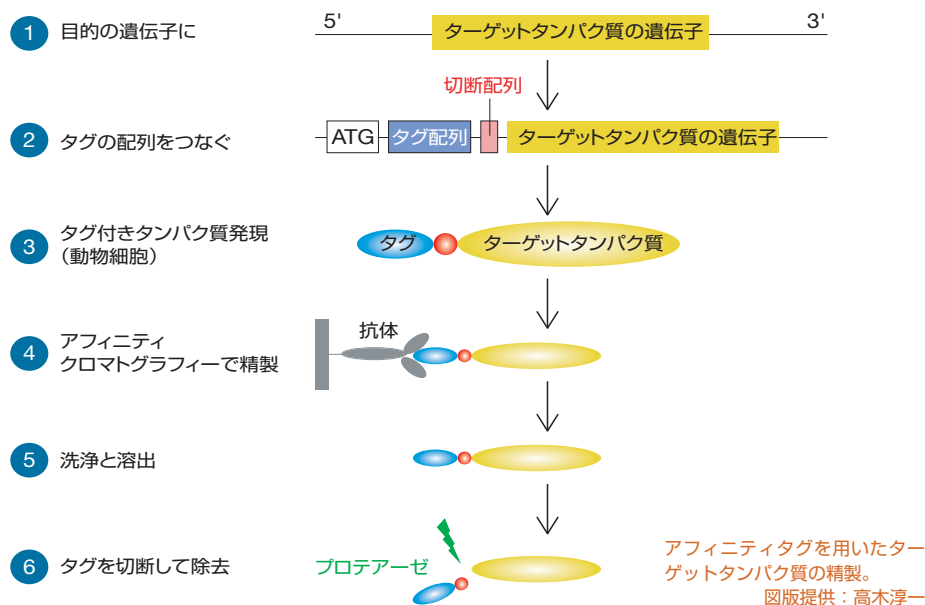 1 目的の遺伝子に
5'
3'
ターゲットタンパク質の遺伝子
切断配列
2 タグの配列をつなぐ
ATG
タグ配列
ターゲットタンパク質の遺伝子
3 タグ付きタンパク質発現
（動物細胞）
タグ
ターゲットタンパク質
4 アフィニティ
クロマトグラフィーで精製
抗体
5 洗浄と溶出
6 タグを切断して除去
プロテアーゼ
アフィニティタグを用いたター
ゲットタンパク質の精製。
図版提供：高木淳一